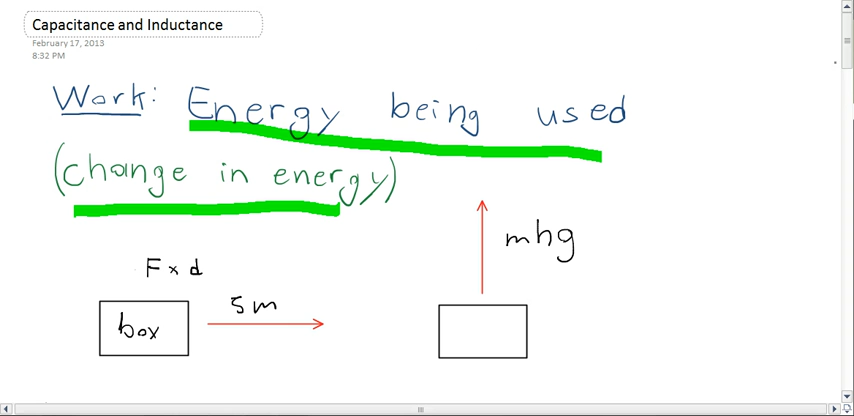 Capacitance and Inductance
February 17, 2013
8:32 PM
Work: Energy being used
(change in energy)
mhg
F x d
5m
box